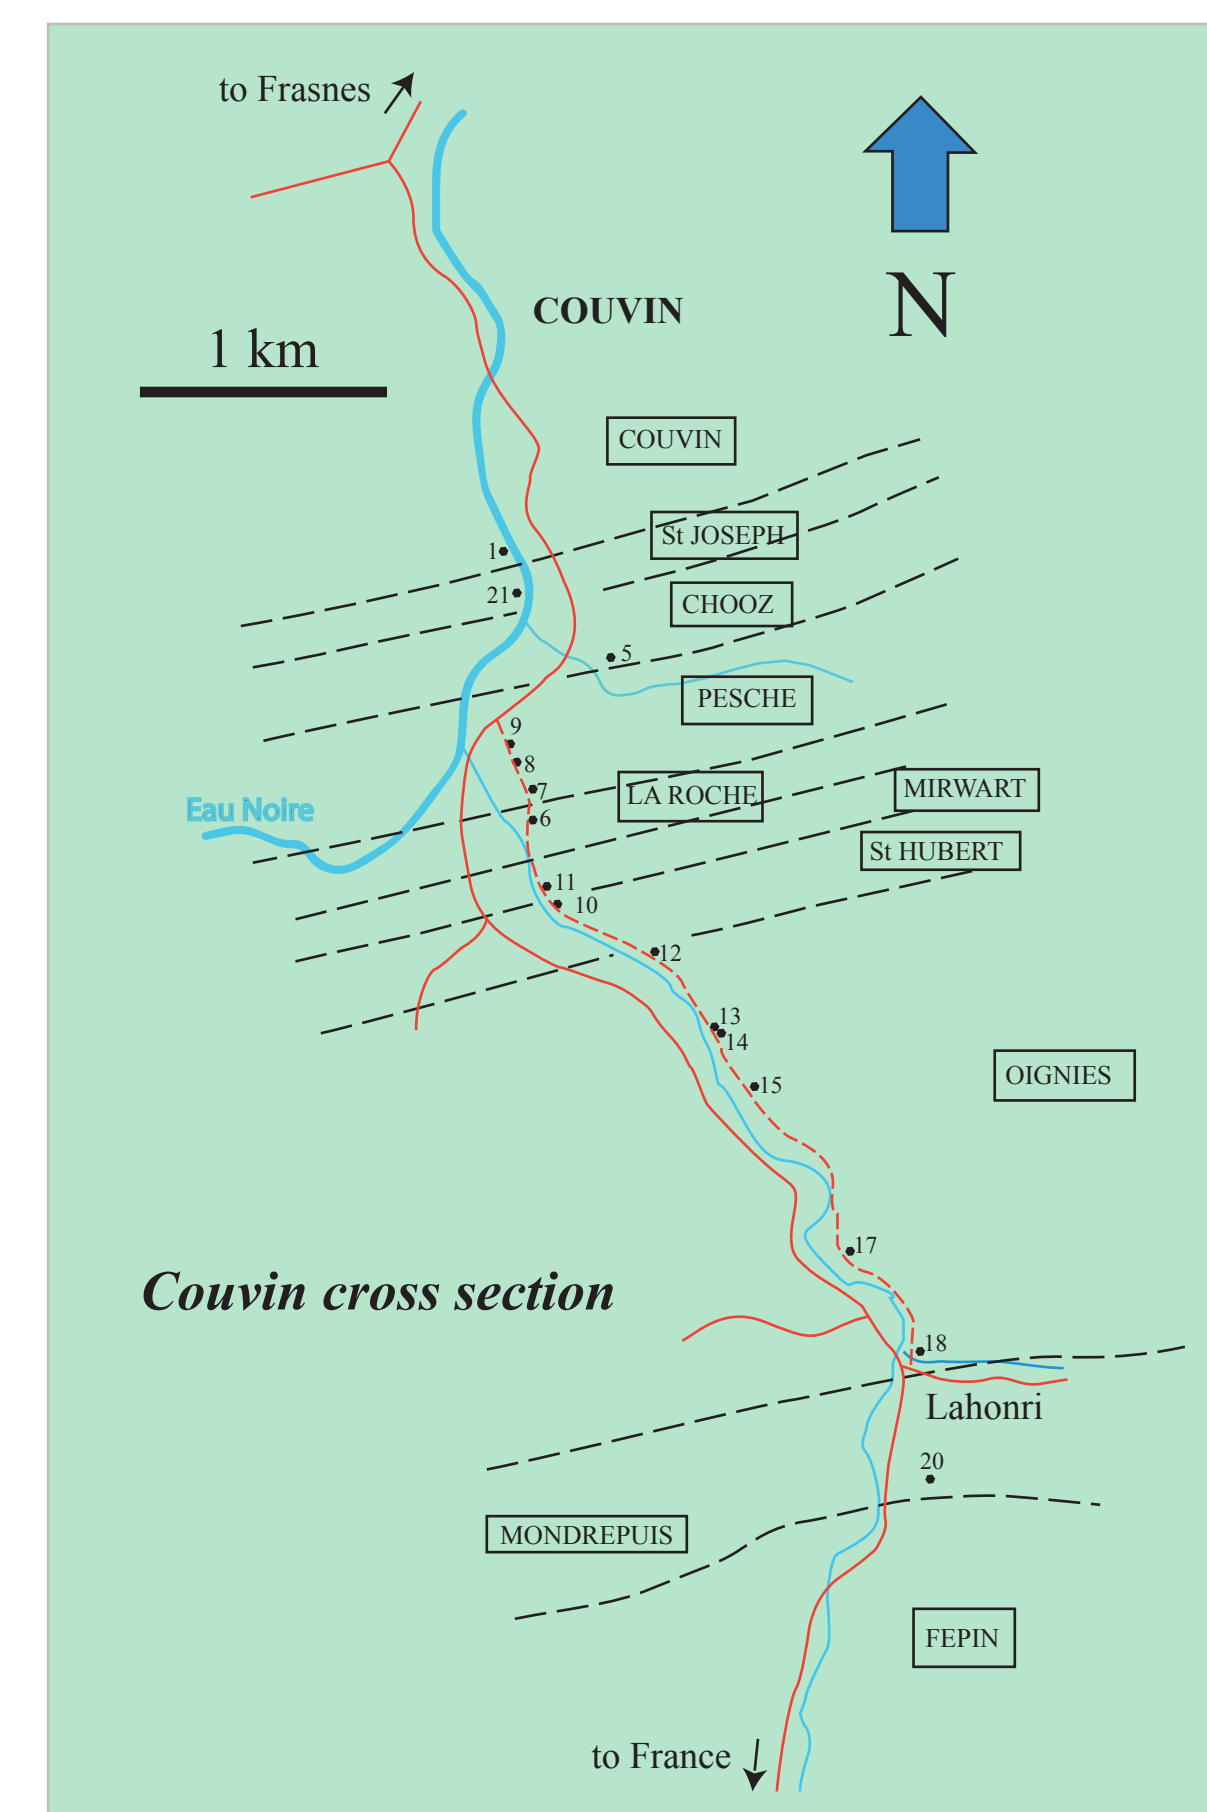 to Frasnes
N
COUVIN
1 km
COUVIN
St JOSEPH
1
21
CHOOZ
5
PESCHE
9
8
7
LA ROCHE
MIRWART
Eau Noire
6
St HUBERT
11
10
12
13
14
OIGNIES
15
17
Couvin cross section
18
Lahonri
20
MONDREPUIS
FEPIN
to France